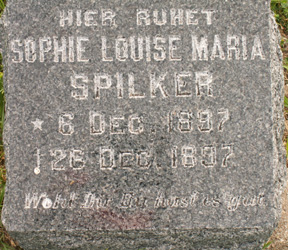 HIER RUHET
SOPHIE LOUISE MARIA
SPILKER
* 6 DEC. 1897
† 26 DEC. 1897
Wohl Dir Du hast es gut